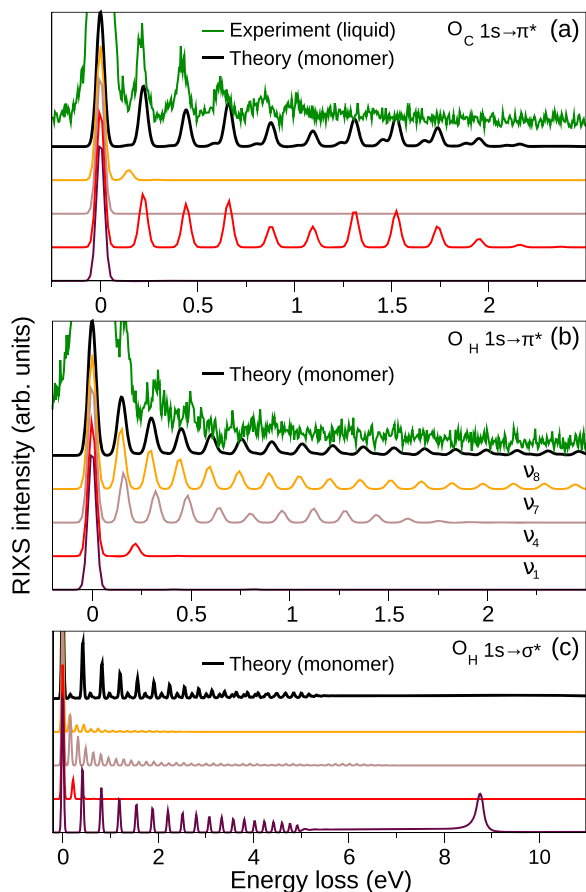 Experiment (liquid)
O_C 1s→π* (a)
Theory (monomer)
0 0.5 1 1.5 2
RIXS intensity (arb. units)
O_H 1s→π* (b)
Theory (monomer)
ν_8
ν_7
ν_4
ν_1
0 0.5 1 1.5 2
O_H 1s→σ* (c)
Theory (monomer)
0 2 4 6 8 10
Energy loss (eV)